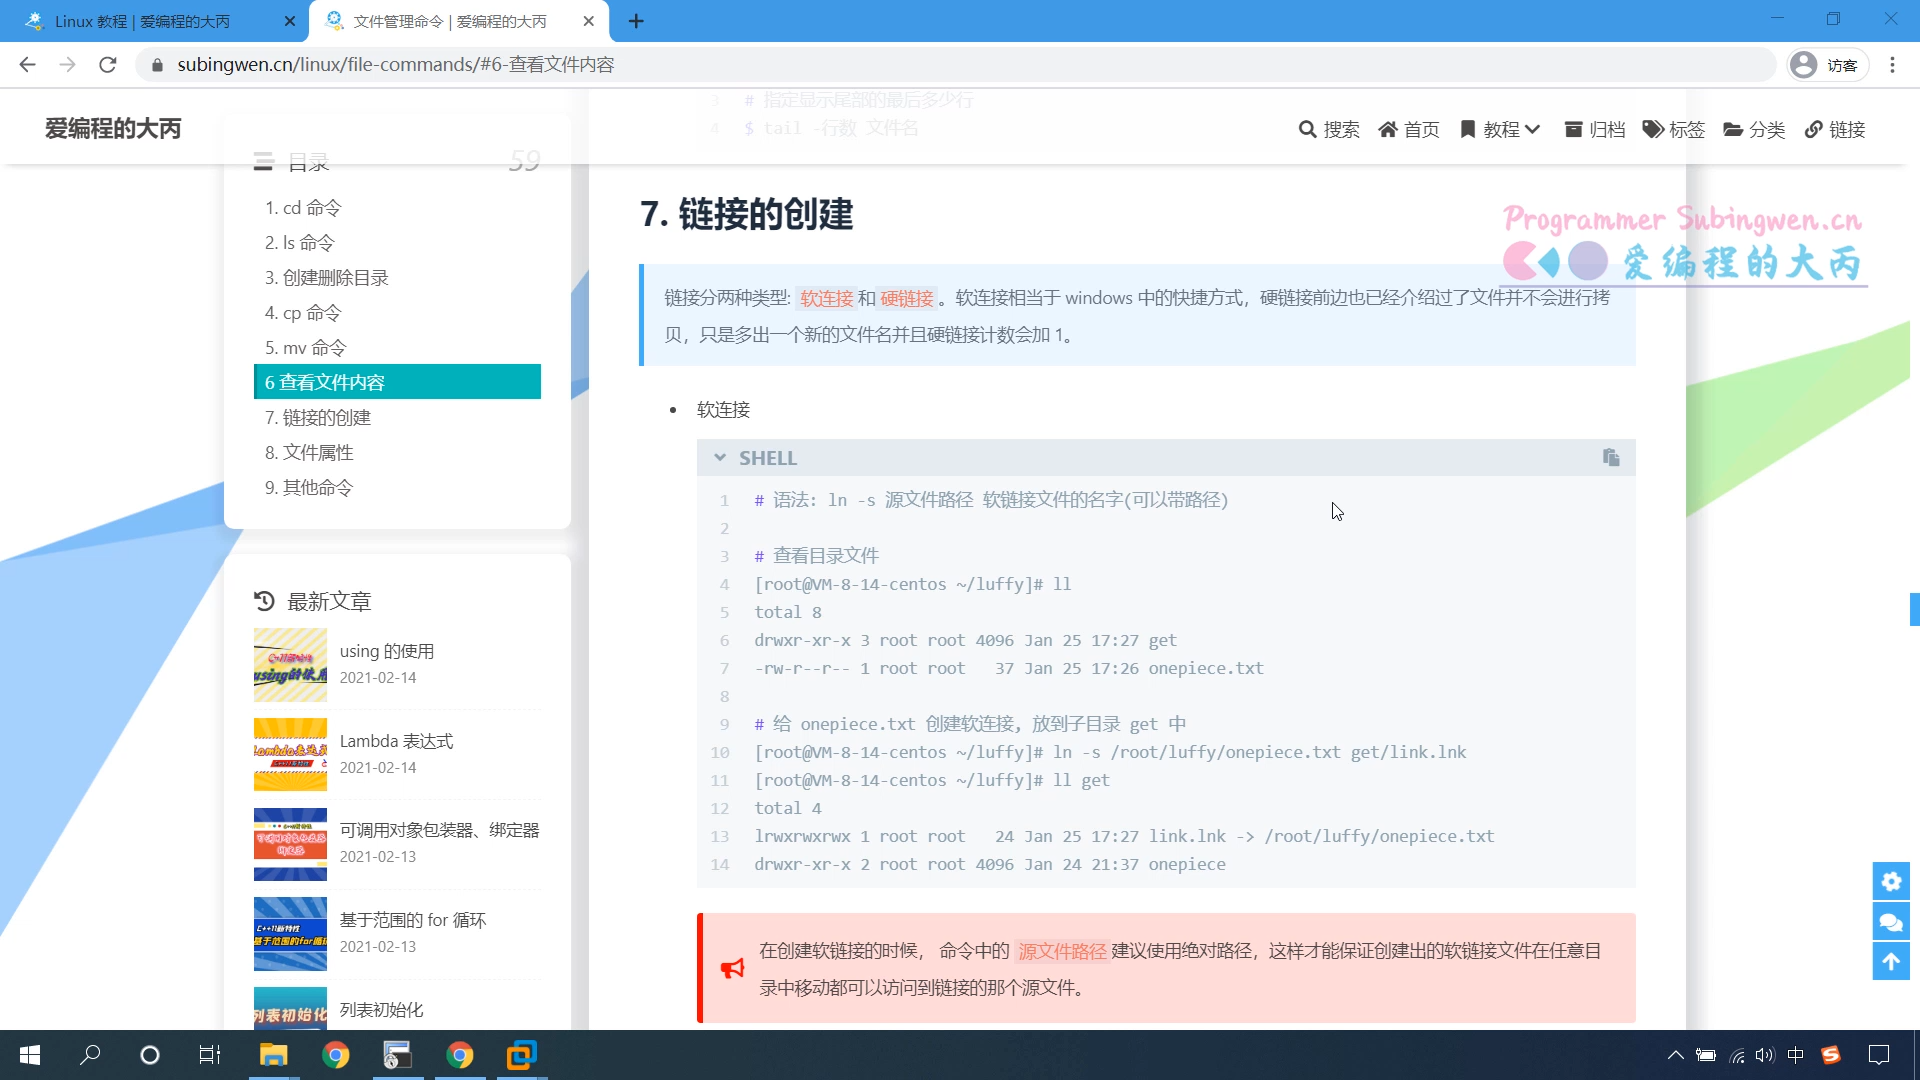 Linux 教程 | 爱编程的大丙
文件管理命令 | 爱编程的大丙
subingwen.cn/linux/file-commands/#6-查看文件内容
访客
3 # 指定显示尾部的最后多少行
4 $ tail -行数 文件名
爱编程的大丙
搜索 首页 教程 归档 标签 分类 链接
目录 59
1. cd 命令
2. ls 命令
3. 创建删除目录
4. cp 命令
5. mv 命令
6 查看文件内容
7. 链接的创建
8. 文件属性
9. 其他命令
最新文章
using 的使用
2021-02-14
Lambda 表达式
2021-02-14
可调用对象包装器、绑定器
2021-02-13
C++11新特性
基于范围的 for 循环
2021-02-13
列表初始化
列表初始化
7. 链接的创建
Programmer Subingwen.cn
爱编程的大丙
链接分两种类型: 软连接 和 硬链接 。软连接相当于 windows 中的快捷方式，硬链接前边也已经介绍过了文件并不会进行拷
贝，只是多出一个新的文件名并且硬链接计数会加 1。
软连接
SHELL
1 # 语法: ln -s 源文件路径 软链接文件的名字(可以带路径)
2
3 # 查看目录文件
4 [root@VM-8-14-centos ~/luffy]# ll
5 total 8
6 drwxr-xr-x 3 root root 4096 Jan 25 17:27 get
7 -rw-r--r-- 1 root root   37 Jan 25 17:26 onepiece.txt
8
9 # 给 onepiece.txt 创建软连接, 放到子目录 get 中
10 [root@VM-8-14-centos ~/luffy]# ln -s /root/luffy/onepiece.txt get/link.lnk
11 [root@VM-8-14-centos ~/luffy]# ll get
12 total 4
13 lrwxrwxrwx 1 root root   24 Jan 25 17:27 link.lnk -> /root/luffy/onepiece.txt
14 drwxr-xr-x 2 root root 4096 Jan 24 21:37 onepiece
在创建软链接的时候， 命令中的 源文件路径 建议使用绝对路径，这样才能保证创建出的软链接文件在任意目
录中移动都可以访问到链接的那个源文件。
中